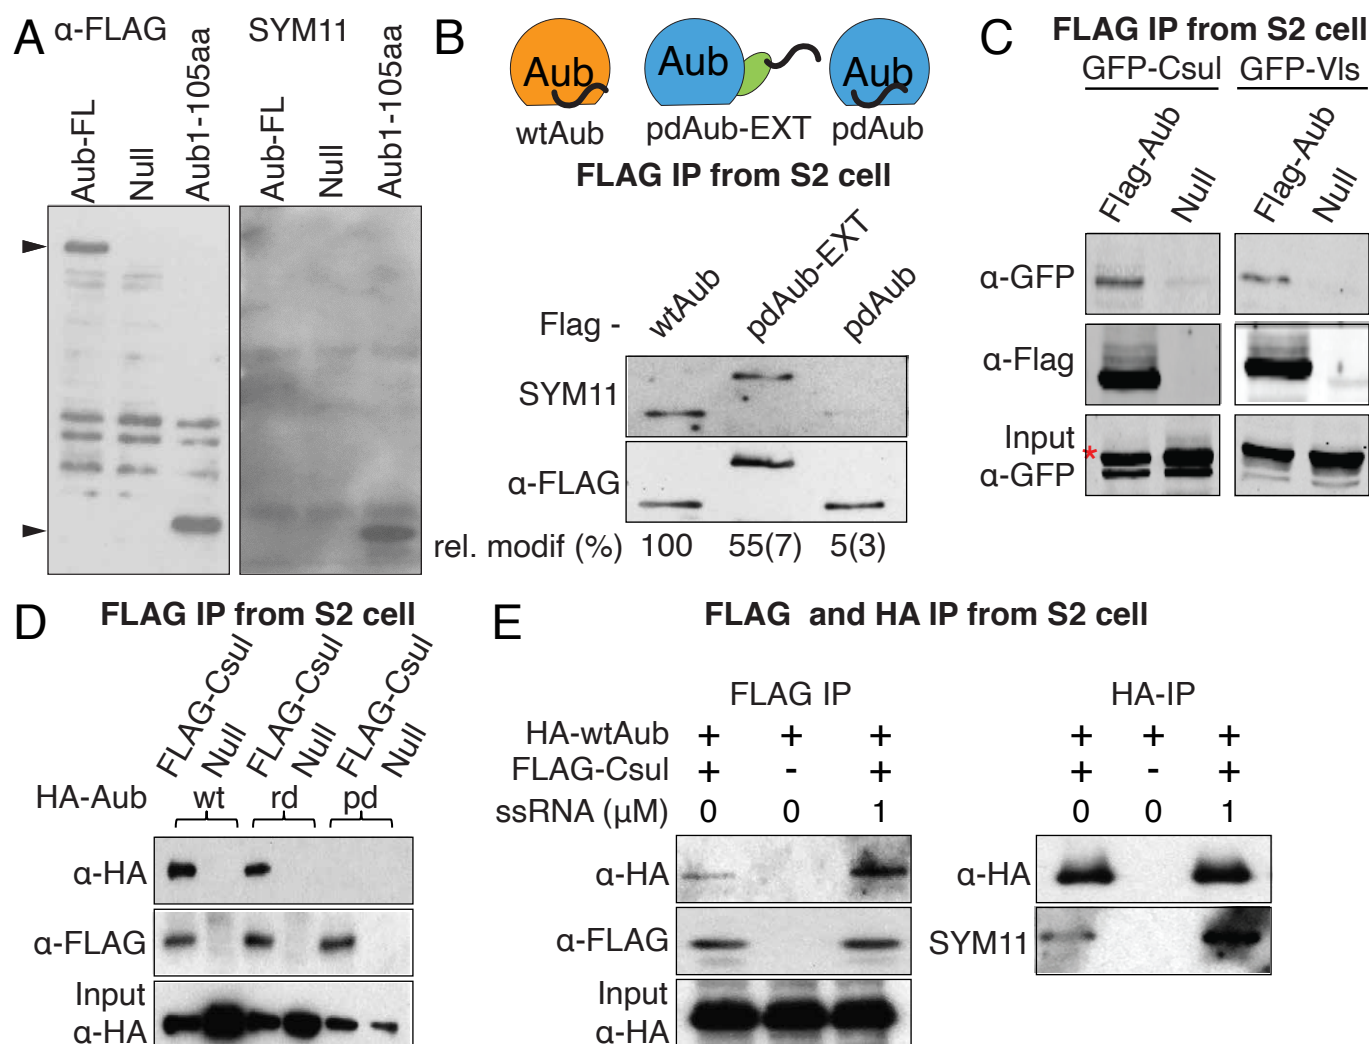 A
α-FLAG SYM11
Aub-FL
Null
Aub1-105aa
Aub-FL
Null
Aub1-105aa
B
Aub Aub Aub
wtAub pdAub-EXT pdAub
FLAG IP from S2 cell
Flag - wtAub pdAub-EXT pdAub
SYM11
α-FLAG
rel. modif (%) 100 55(7) 5(3)
C FLAG IP from S2 cell
GFP-Csul GFP-Vls
Flag-Aub
Null
Flag-Aub
Null
α-GFP
α-Flag
Input
* α-GFP
D FLAG IP from S2 cell
FLAG-Csul
Null
FLAG-Csul
Null
FLAG-Csul
Null
HA-Aub wt rd pd
α-HA
α-FLAG
Input
α-HA
E FLAG and HA IP from S2 cell
FLAG IP HA-IP
HA-wtAub + + + + + +
FLAG-Csul + - + + - +
ssRNA (μM) 0 0 1 0 0 1
α-HA α-HA
α-FLAG SYM11
Input
α-HA